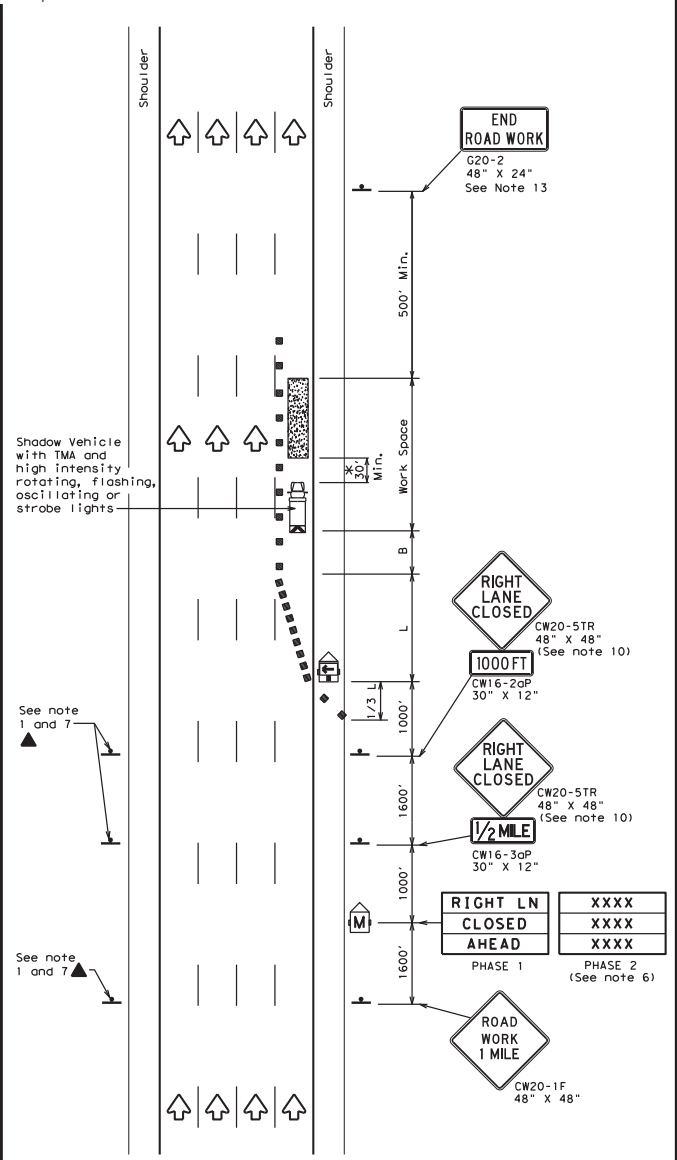 Shoulder
Shoulder
END
ROAD WORK
G20-2
48" X 24"
See Note 13
500' Min.
Shadow Vehicle
with TMA and
high intensity
rotating, flashing,
oscillating or
strobe lights
*
30'
Min.
Work Space
B
L
RIGHT
LANE
CLOSED
CW20-5TR
48" X 48"
(See note 10)
1000 FT
CW16-2aP
30" X 12"
1/3 L
1000'
See note
1 and 7
RIGHT
LANE
CLOSED
CW20-5TR
48" X 48"
(See note 10)
1/2 MILE
CW16-3aP
30" X 12"
1600'
1000'
M
RIGHT LN
CLOSED
AHEAD
PHASE 1
XXXX
XXXX
XXXX
PHASE 2
(See note 6)
See note
1 and 7
1600'
ROAD
WORK
1 MILE
CW20-1F
48" X 48"